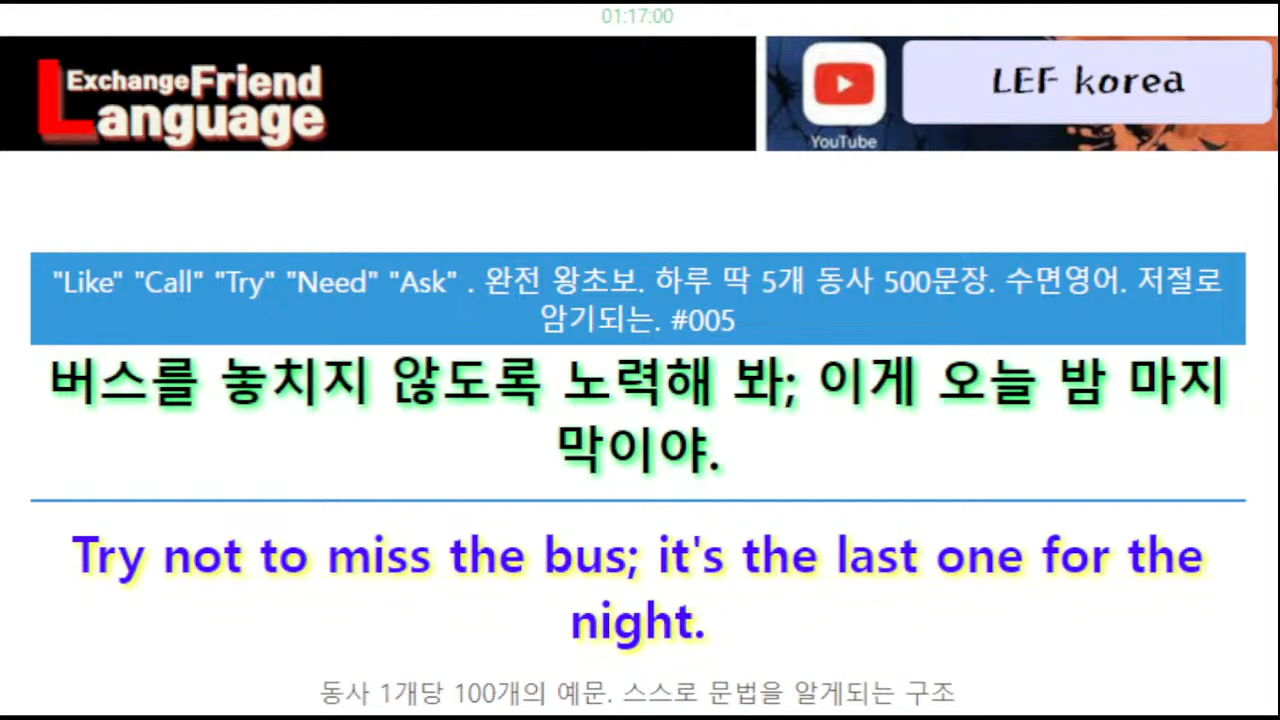 01:17:00
ExchangeFriend
Language
LEF korea
YouTube
"Like" "Call" "Try" "Need" "Ask" . 완전 왕초보. 하루 딱 5개 동사 500문장. 수면영어. 저절로
암기되는. #005
버스를 놓치지 않도록 노력해 봐; 이게 오늘 밤 마지
막이야.
Try not to miss the bus; it's the last one for the
night.
동사 1개당 100개의 예문. 스스로 문법을 알게되는 구조